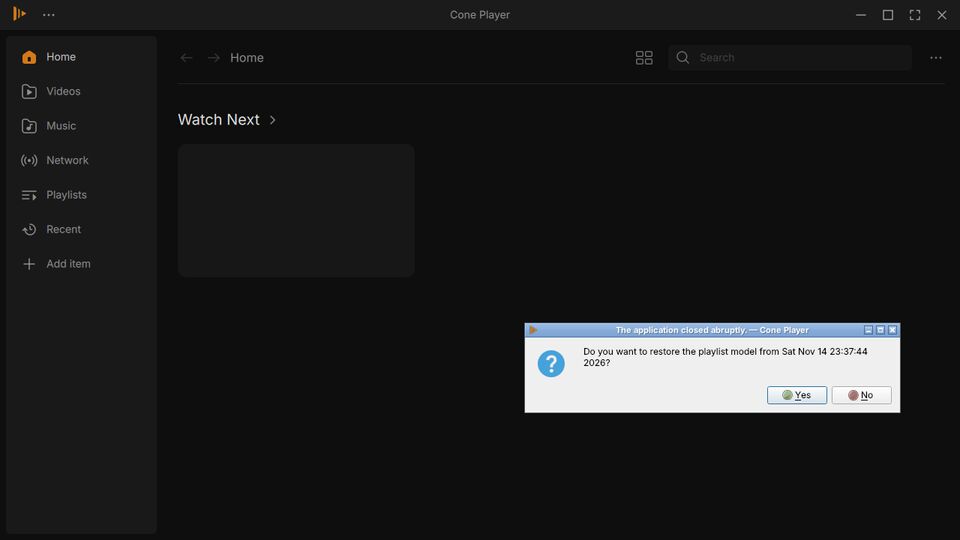 Cone Player
Home
Videos
Music
Network
Playlists
Recent
Add item
Home
Search
Watch Next
The application closed abruptly. — Cone Player
Do you want to restore the playlist model from Sat Nov 14 23:37:44
2026?
Yes
No